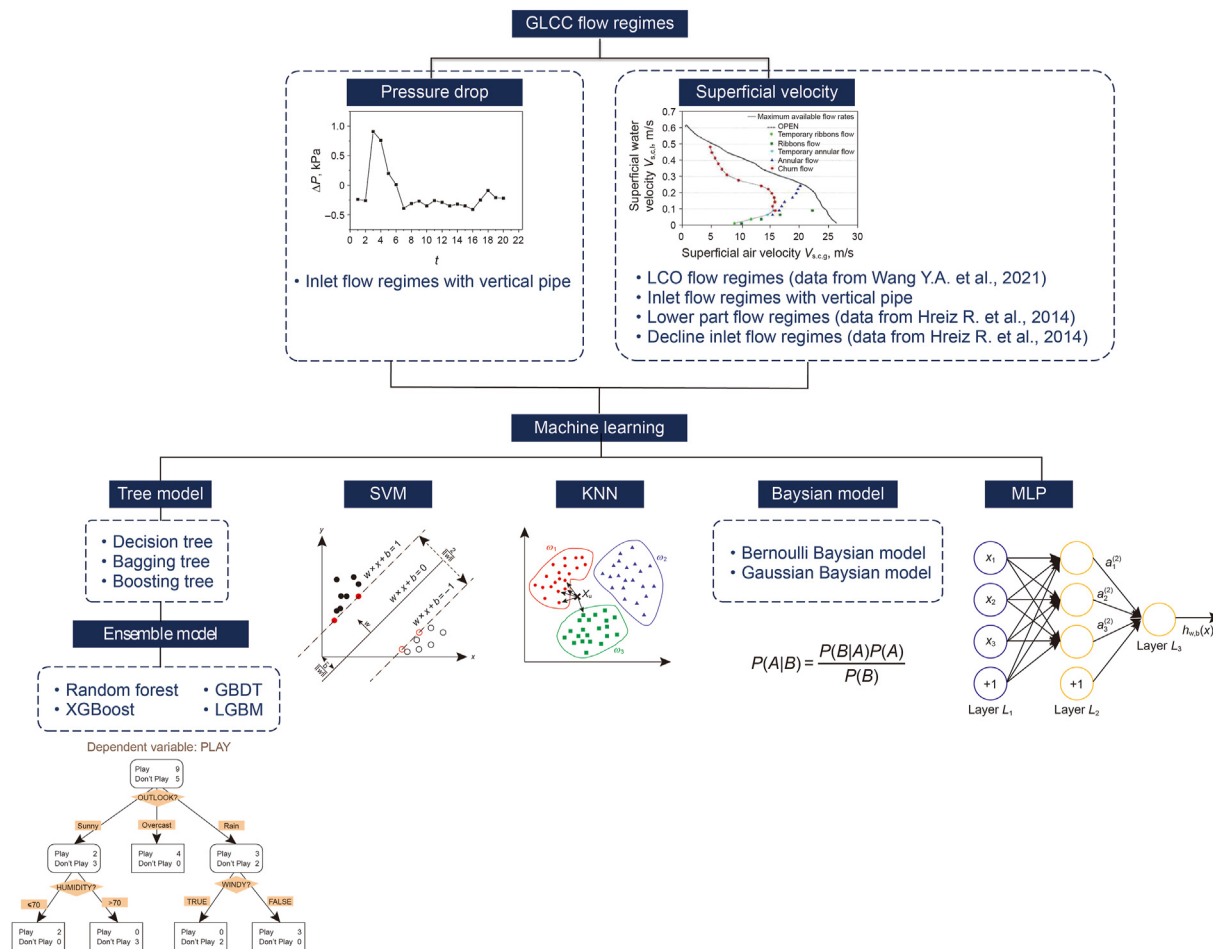 GLCC flow regimes
Pressure drop
1.0
0.5
0
–0.5
ΔP, kPa
0 2 4 6 8 10 12 14 16 18 20 22
t
• Inlet flow regimes with vertical pipe
Superficial velocity
Superficial water
velocity Vs.c.l, m/s
0.7
0.6
0.5
0.4
0.3
0.2
0.1
0
Maximum available flow rates
OPEN
Temporary ribbons flow
Ribbons flow
Temporary annular flow
Annular flow
Churn flow
0 5 10 15 20 25 30
Superficial air velocity Vs.c.g, m/s
• LCO flow regimes (data from Wang Y.A. et al., 2021)
• Inlet flow regimes with vertical pipe
• Lower part flow regimes (data from Hreiz R. et al., 2014)
• Decline inlet flow regimes (data from Hreiz R. et al., 2014)
Machine learning
Tree model
• Decision tree
• Bagging tree
• Boosting tree
Ensemble model
• Random forest • GBDT
• XGBoost • LGBM
Dependent variable: PLAY
Play 9
Don't Play 5
OUTLOOK?
Sunny Overcast Rain
Play 2
Don't Play 3
Play 4
Don't Play 0
Play 3
Don't Play 2
HUMIDITY?
WINDY?
⩽70 >70 TRUE FALSE
Play 2
Don't Play 0
Play 0
Don't Play 3
Play 0
Don't Play 2
Play 3
Don't Play 0
SVM
y
w × x + b = 1
w × x + b = 0
w × x + b = –1
2
||w||
w
x
KNN
ω1
ω2
Xu
ω3
Baysian model
• Bernoulli Baysian model
• Gaussian Baysian model
P(A|B) = P(B|A)P(A)
P(B)
MLP
x1
x2
x3
+1
+1
a1(2)
a2(2)
a3(2)
hw,b(x)
Layer L3
Layer L1
Layer L2